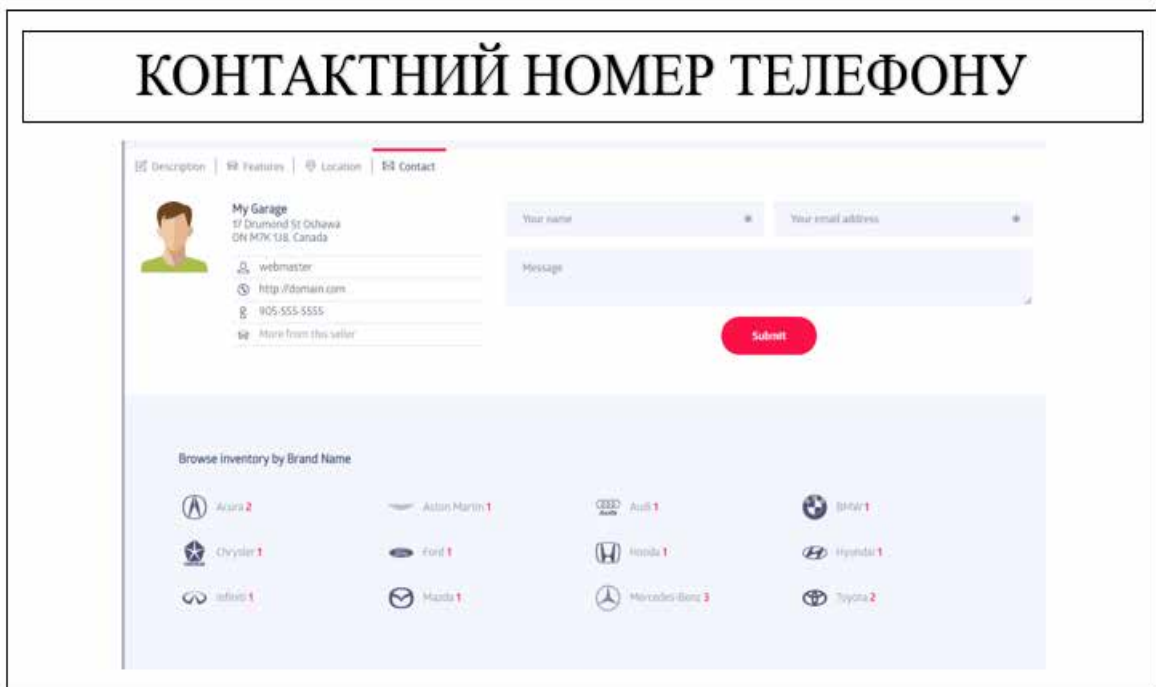 КОНТАКТНИЙ НОМЕР ТЕЛЕФОНУ
Description Features Location Contact
My Garage
17 Drumond St Oshawa
ON M7K 1J8, Canada
webmaster
http://domain.com
905-555-5555
More from this seller
Your name *
Your email address *
Message
Submit
Browse inventory by Brand Name
Acura 2
Aston Martin 1
Audi 1
BMW 1
Chrysler 1
Ford 1
Honda 1
Hyundai 1
Infiniti 1
Mazda 1
Mercedes-Benz 3
Toyota 2